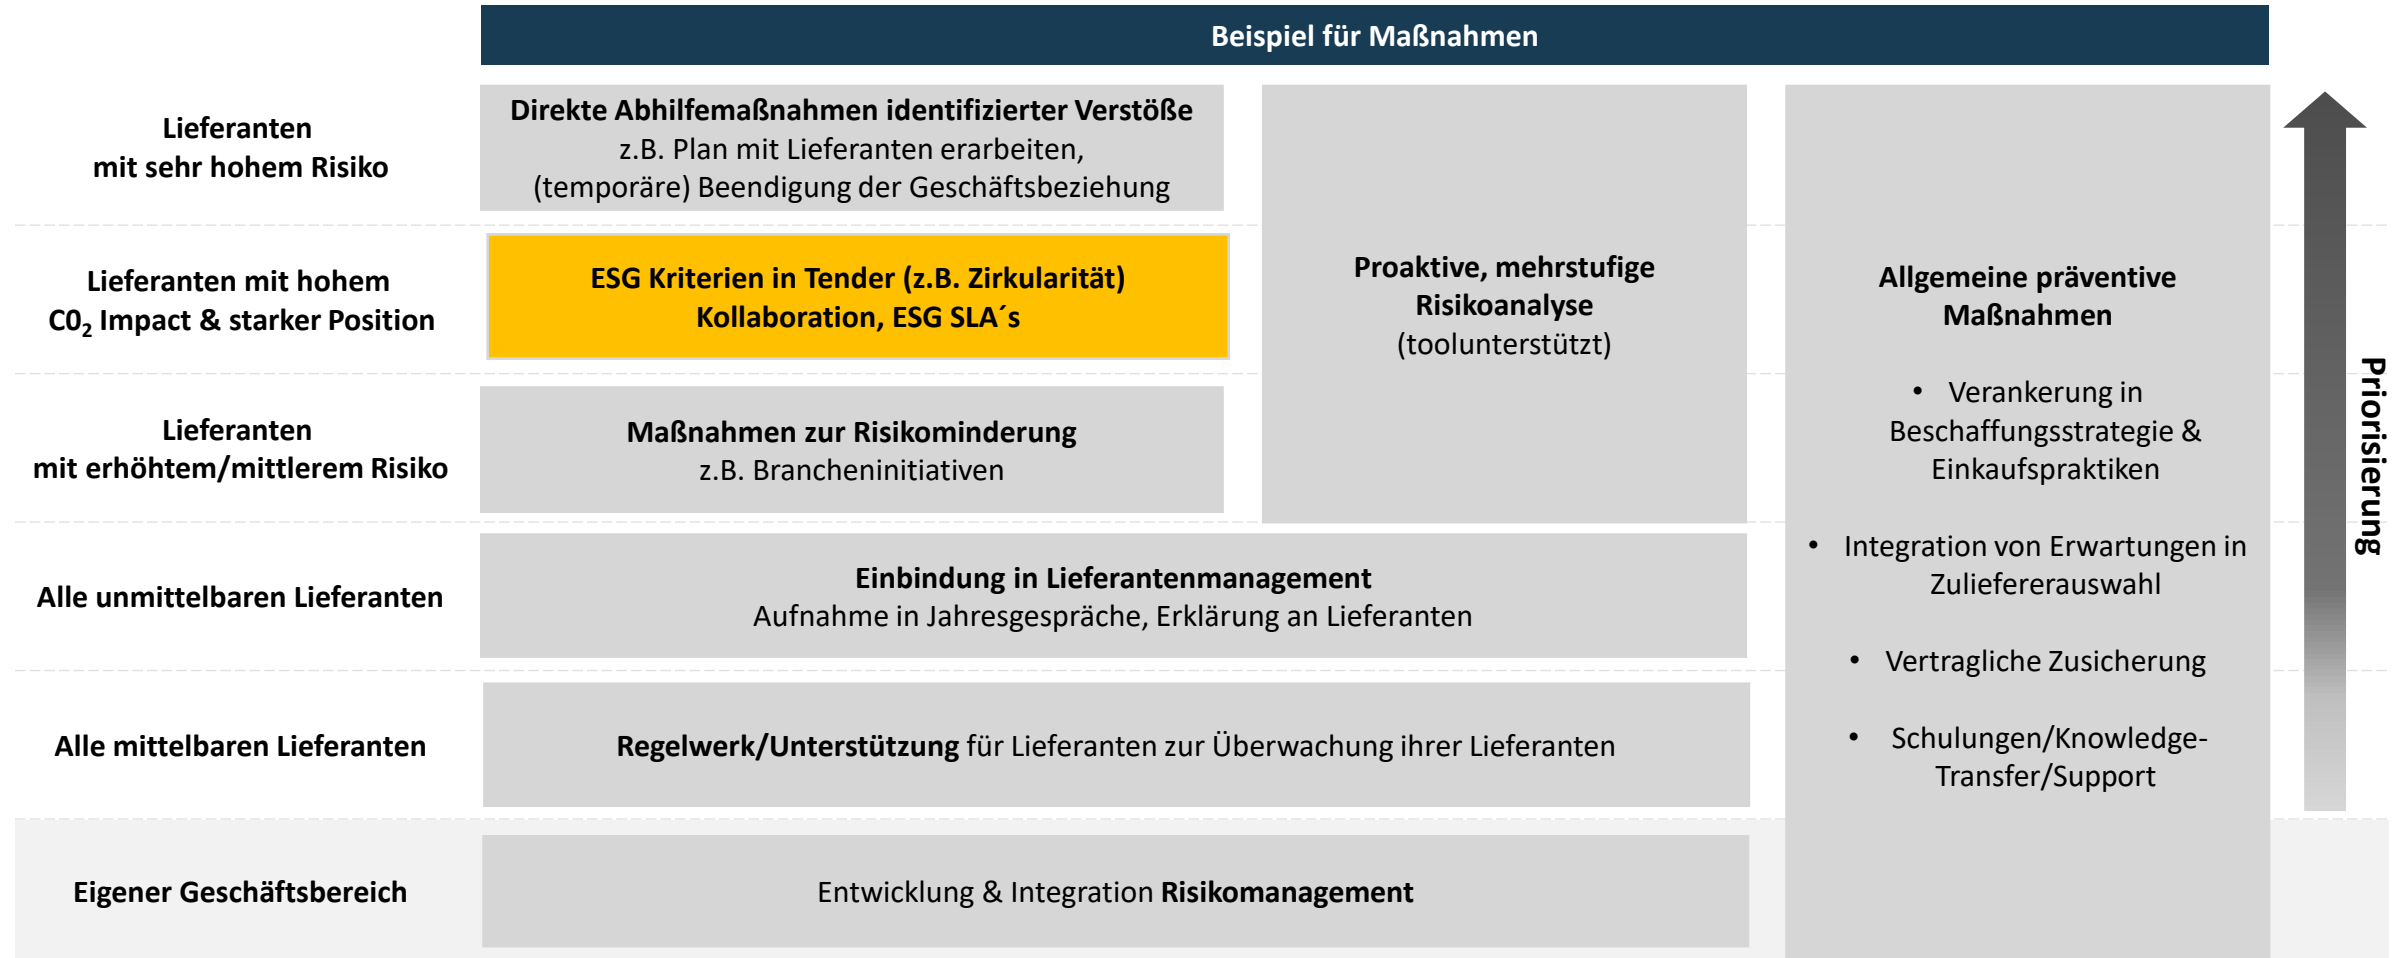 Beispiel für Maßnahmen
Lieferanten
mit sehr hohem Risiko
Direkte Abhilfemaßnahmen identifizierter Verstöße
z.B. Plan mit Lieferanten erarbeiten,
(temporäre) Beendigung der Geschäftsbeziehung
Lieferanten mit hohem
C0₂ Impact & starker Position
ESG Kriterien in Tender (z.B. Zirkularität)
Kollaboration, ESG SLA´s
Lieferanten
mit erhöhtem/mittlerem Risiko
Maßnahmen zur Risikominderung
z.B. Brancheninitiativen
Proaktive, mehrstufige
Risikoanalyse
(toolunterstützt)
Alle unmittelbaren Lieferanten
Einbindung in Lieferantenmanagement
Aufnahme in Jahresgespräche, Erklärung an Lieferanten
Alle mittelbaren Lieferanten
Regelwerk/Unterstützung für Lieferanten zur Überwachung ihrer Lieferanten
Eigener Geschäftsbereich
Entwicklung & Integration Risikomanagement
Allgemeine präventive
Maßnahmen
• Verankerung in
Beschaffungsstrategie &
Einkaufspraktiken
• Integration von Erwartungen in
Zuliefererauswahl
• Vertragliche Zusicherung
• Schulungen/Knowledge-
Transfer/Support
Priorisierung